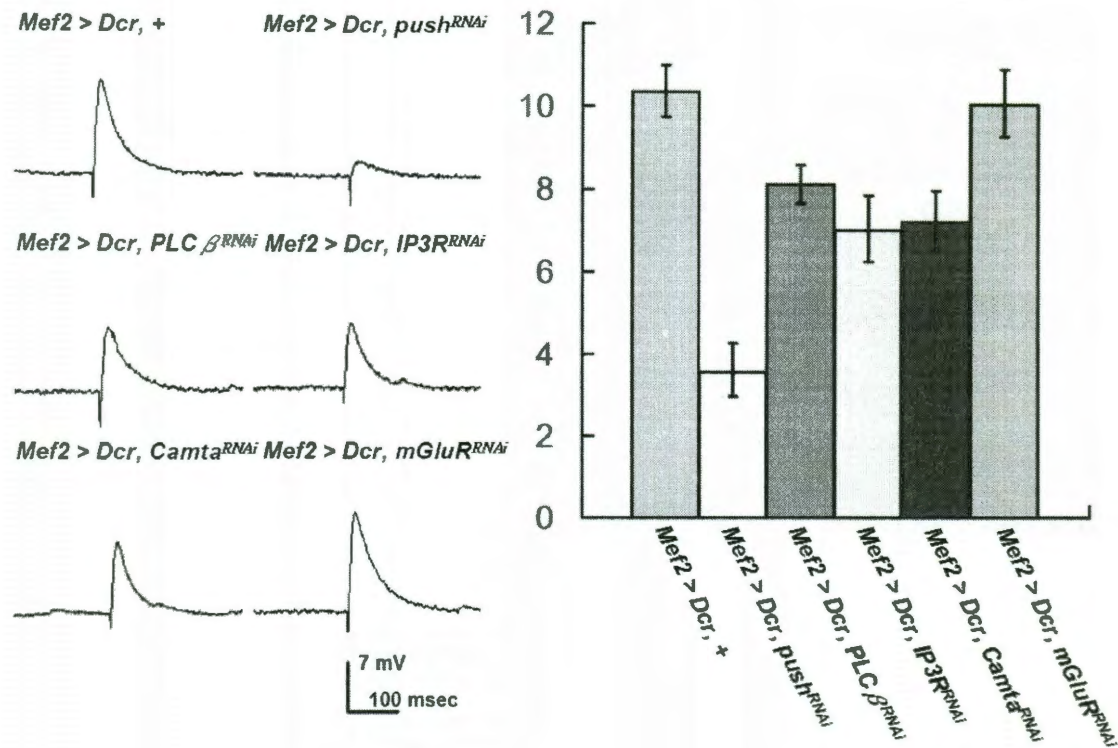 Mef2 > Dcr, + Mef2 > Dcr, push^RNAi
Mef2 > Dcr, PLC β^RNAi Mef2 > Dcr, IP3R^RNAi
Mef2 > Dcr, Camta^RNAi Mef2 > Dcr, mGluR^RNAi
7 mV
100 msec
12
10
8
6
4
2
0
Mef2 > Dcr, +
Mef2 > Dcr, push^RNAi
Mef2 > Dcr, PLC β^RNAi
Mef2 > Dcr, IP3R^RNAi
Mef2 > Dcr, Camta^RNAi
Mef2 > Dcr, mGluR^RNAi